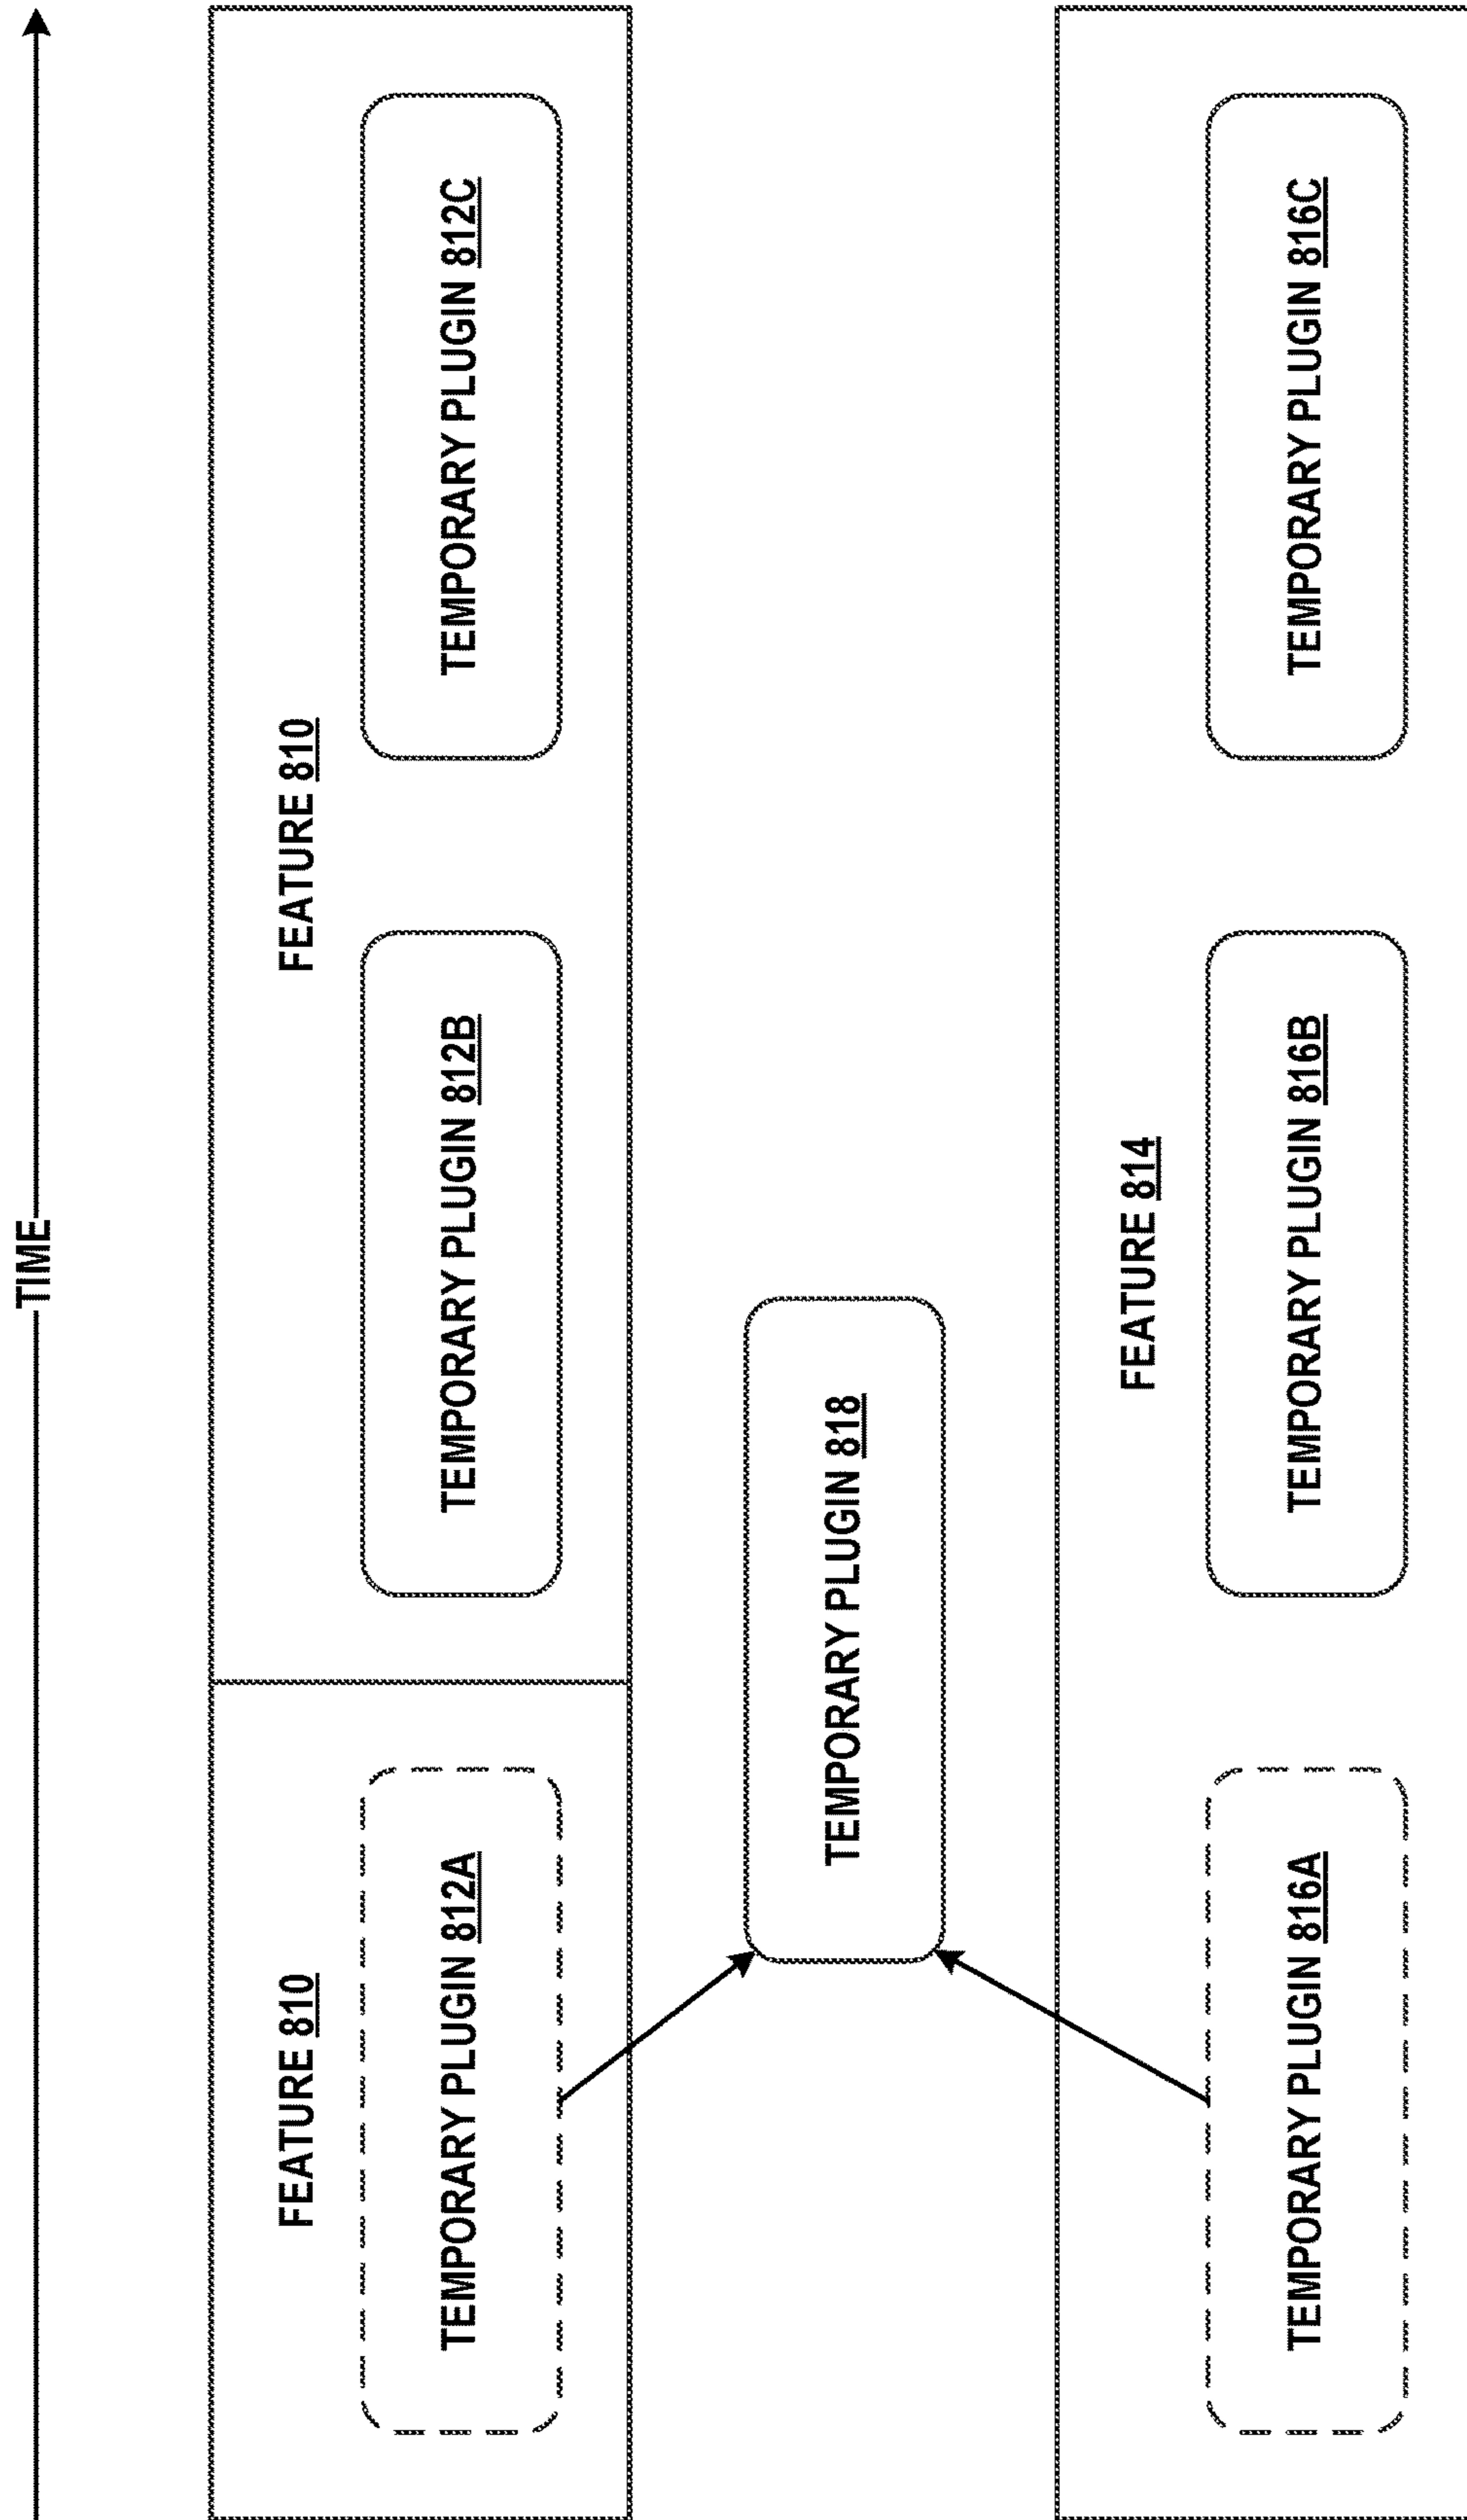 TIME
FEATURE 810
FEATURE 810
TEMPORARY PLUGIN 812A
TEMPORARY PLUGIN 812B
TEMPORARY PLUGIN 812C
TEMPORARY PLUGIN 818
FEATURE 814
TEMPORARY PLUGIN 816A
TEMPORARY PLUGIN 816B
TEMPORARY PLUGIN 816C